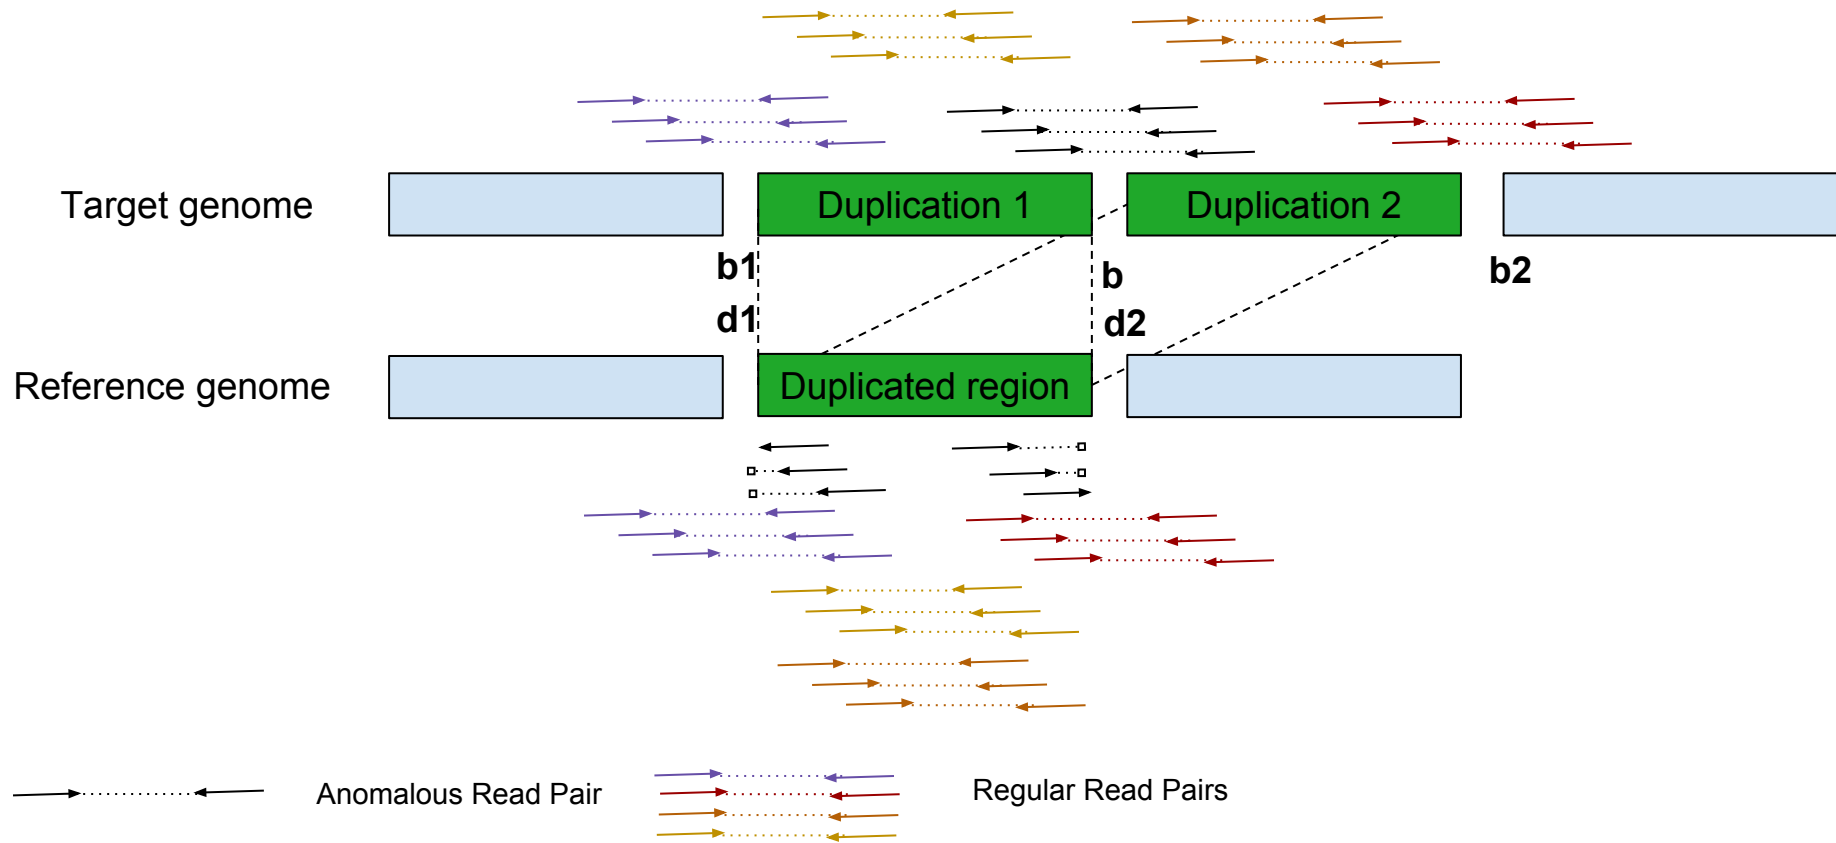 Target genome
Duplication 1
Duplication 2
b1
b
b2
d1
d2
Reference genome
Duplicated region
Anomalous Read Pair
Regular Read Pairs